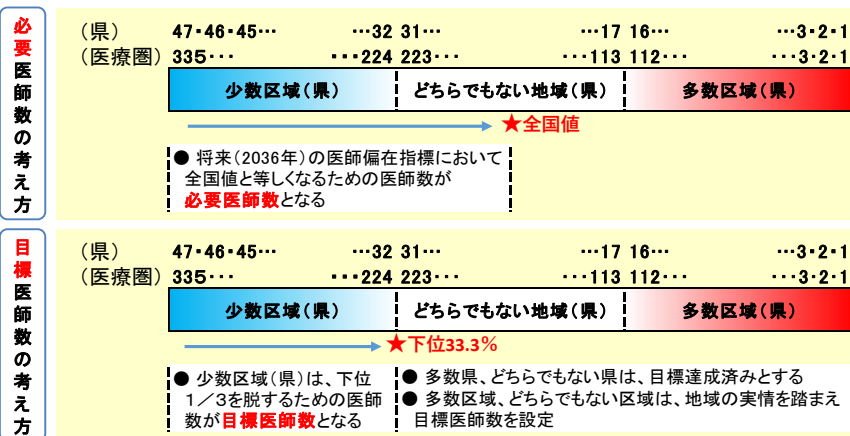 必要医師数の考え方
(県) 47・46・45… …32 31… …17 16… …3・2・1
(医療圏) 335… …224 223… …113 112… …3・2・1
少数区域(県) どちらでもない地域(県) 多数区域(県)
★全国値
● 将来(2036年)の医師偏在指標において
全国値と等しくなるための医師数が
必要医師数となる
目標医師数の考え方
(県) 47・46・45… …32 31… …17 16… …3・2・1
(医療圏) 335… …224 223… …113 112… …3・2・1
少数区域(県) どちらでもない地域(県) 多数区域(県)
★下位33.3%
● 少数区域(県)は、下位
1/3を脱するための医師
数が目標医師数となる
● 多数県、どちらでもない県は、目標達成済みとする
● 多数区域、どちらでもない区域は、地域の実情を踏まえ
目標医師数を設定